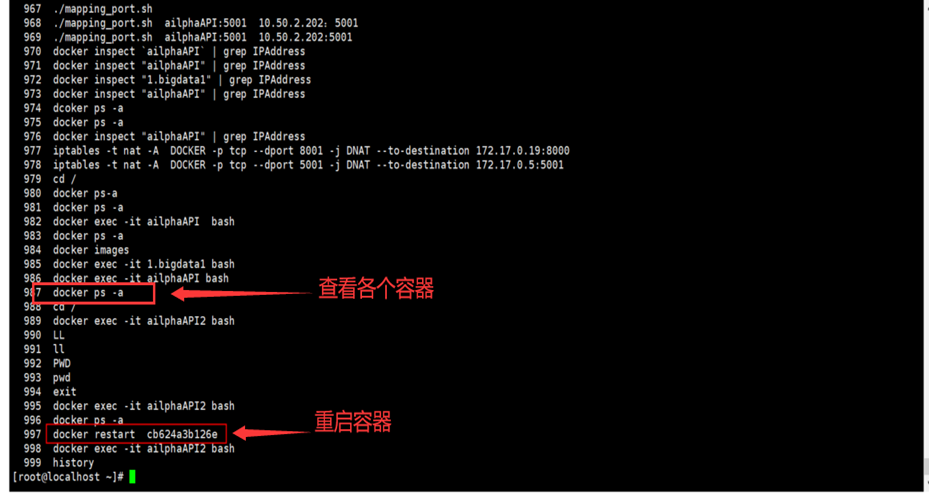 967 ./mapping_port.sh
968 ./mapping_port.sh ailphaAPI:5001 10.50.2.202：5001
969 ./mapping_port.sh ailphaAPI:5001 10.50.2.202:5001
970 docker inspect `ailphaAPI` | grep IPAddress
971 docker inspect "ailphaAPI" | grep IPAddress
972 docker inspect "1.bigdata1" | grep IPAddress
973 docker inspect "ailphaAPI" | grep IPAddress
974 dcoker ps -a
975 docker ps -a
976 docker inspect "ailphaAPI" | grep IPAddress
977 iptables -t nat -A DOCKER -p tcp --dport 8001 -j DNAT --to-destination 172.17.0.19:8000
978 iptables -t nat -A DOCKER -p tcp --dport 5001 -j DNAT --to-destination 172.17.0.5:5001
979 cd /
980 docker ps-a
981 docker ps -a
982 docker exec -it ailphaAPI bash
983 docker ps -a
984 docker images
985 docker exec -it 1.bigdata1 bash
986 docker exec -it ailphaAPI bash
987 docker ps -a 查看各个容器
988 cd /
989 docker exec -it ailphaAPI2 bash
990 LL
991 ll
992 PWD
993 pwd
994 exit
995 docker exec -it ailphaAPI2 bash
996 docker ps -a
997 docker restart cb624a3b126e 重启容器
998 docker exec -it ailphaAPI2 bash
999 history
[root@localhost ~]#